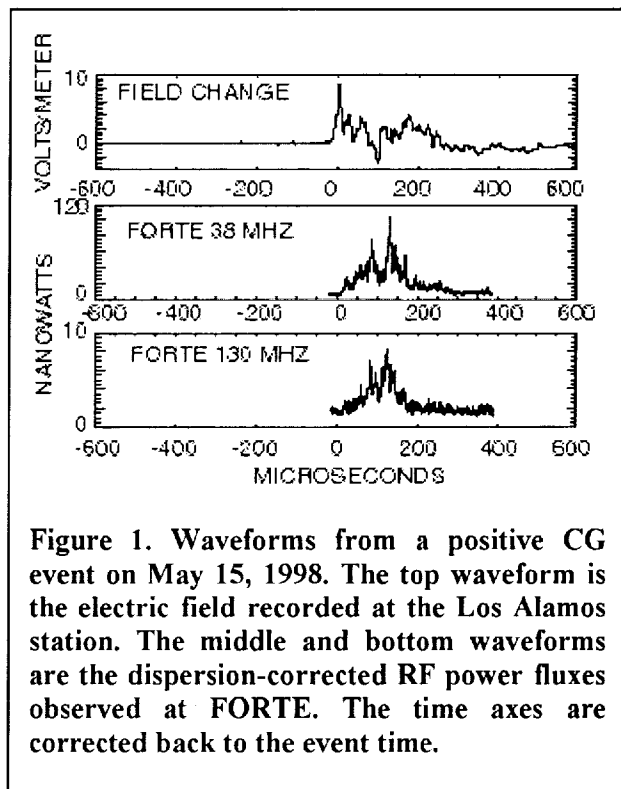 VOLTS/METER
10
0
FIELD CHANGE
-600 -400 -200 0 200 400 600
120
0
FORTE 38 MHZ
-600 -400 -200 0 200 400 600
NANOWATTS
10
0
FORTE 130 MHZ
-600 -400 -200 0 200 400 600
MICROSECONDS
Figure 1. Waveforms from a positive CG
event on May 15, 1998. The top waveform is
the electric field recorded at the Los Alamos
station. The middle and bottom waveforms
are the dispersion-corrected RF power fluxes
observed at FORTE. The time axes are
corrected back to the event time.